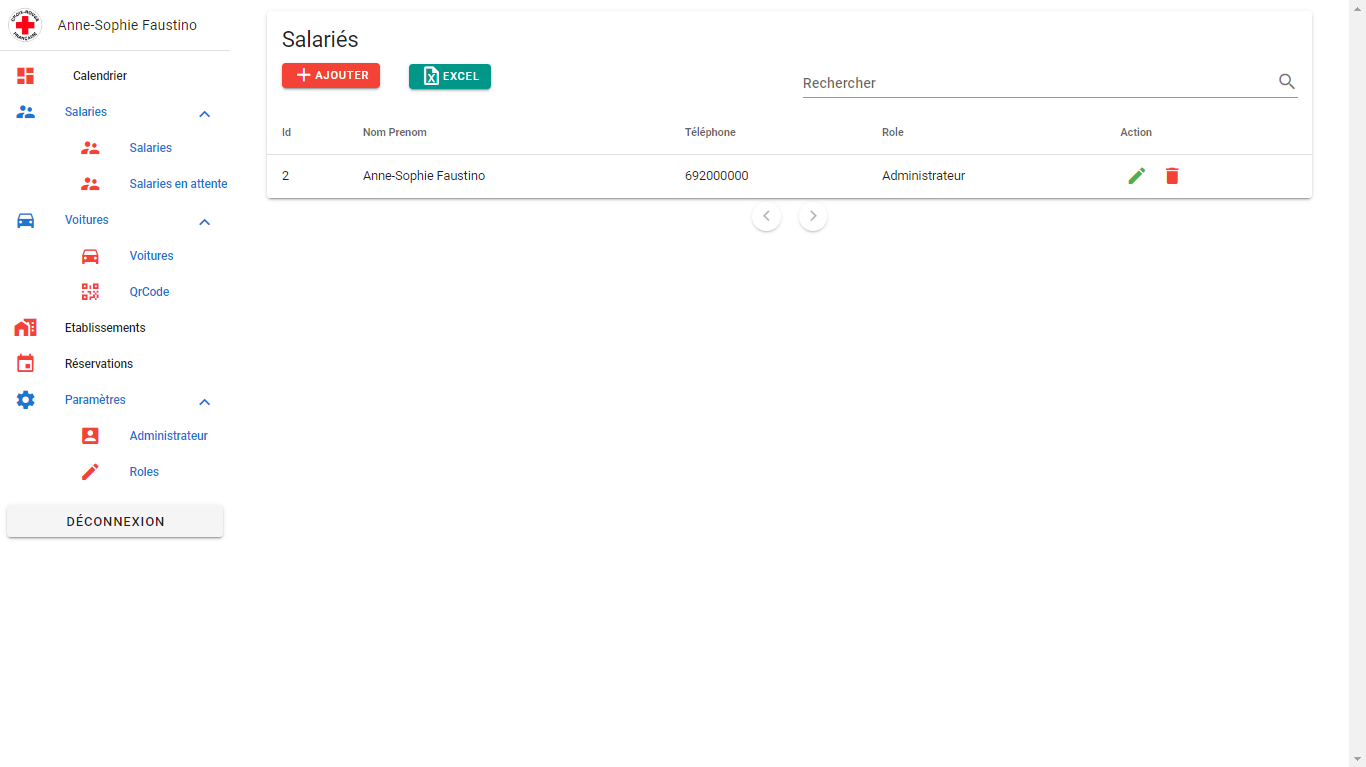 CROIX-ROUGE
FRANÇAISE
Anne-Sophie Faustino
Calendrier
Salaries
Salaries
Salaries en attente
Voitures
Voitures
QrCode
Etablissements
Réservations
Paramètres
Administrateur
Roles
DÉCONNEXION
Salariés
AJOUTER
EXCEL
Rechercher
Id Nom Prenom Téléphone Role Action
2 Anne-Sophie Faustino 692000000 Administrateur